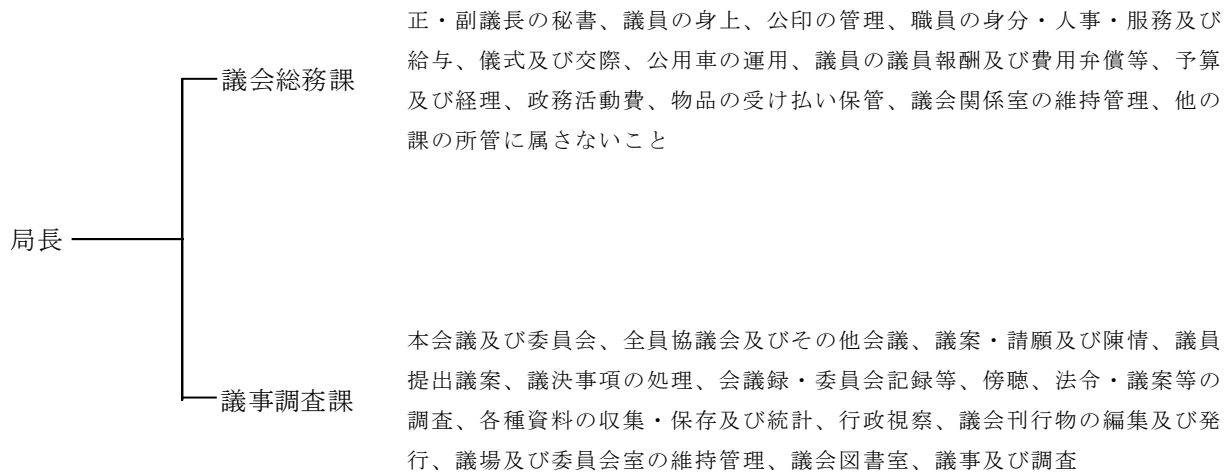 正・副議長の秘書、議員の身上、公印の管理、職員の身分・人事・服務及び
給与、儀式及び交際、公用車の運用、議員の議員報酬及び費用弁償等、予算
議会総務課
及び経理、政務活動費、物品の受け払い保管、議会関係室の維持管理、他の
課の所管に属さないこと
局長
本会議及び委員会、全員協議会及びその他会議、議案・請願及び陳情、議員
提出議案、議決事項の処理、会議録・委員会記録等、傍聴、法令・議案等の
議事調査課
調査、各種資料の収集・保存及び統計、行政視察、議会刊行物の編集及び発
行、議場及び委員会室の維持管理、議会図書室、議事及び調査